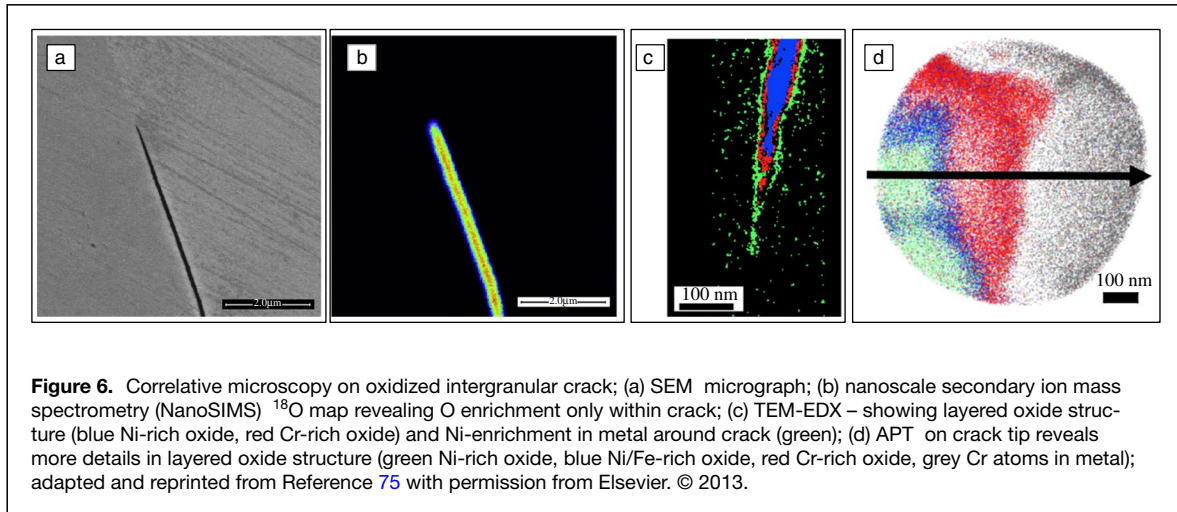 a
b
c
d
2.0µm
2.0µm
100 nm
100 nm
Figure 6. Correlative microscopy on oxidized intergranular crack; (a) SEM micrograph; (b) nanoscale secondary ion mass
spectrometry (NanoSIMS) ¹⁸O map revealing O enrichment only within crack; (c) TEM-EDX – showing layered oxide struc-
ture (blue Ni-rich oxide, red Cr-rich oxide) and Ni-enrichment in metal around crack (green); (d) APT on crack tip reveals
more details in layered oxide structure (green Ni-rich oxide, blue Ni/Fe-rich oxide, red Cr-rich oxide, grey Cr atoms in metal);
adapted and reprinted from Reference 75 with permission from Elsevier. © 2013.